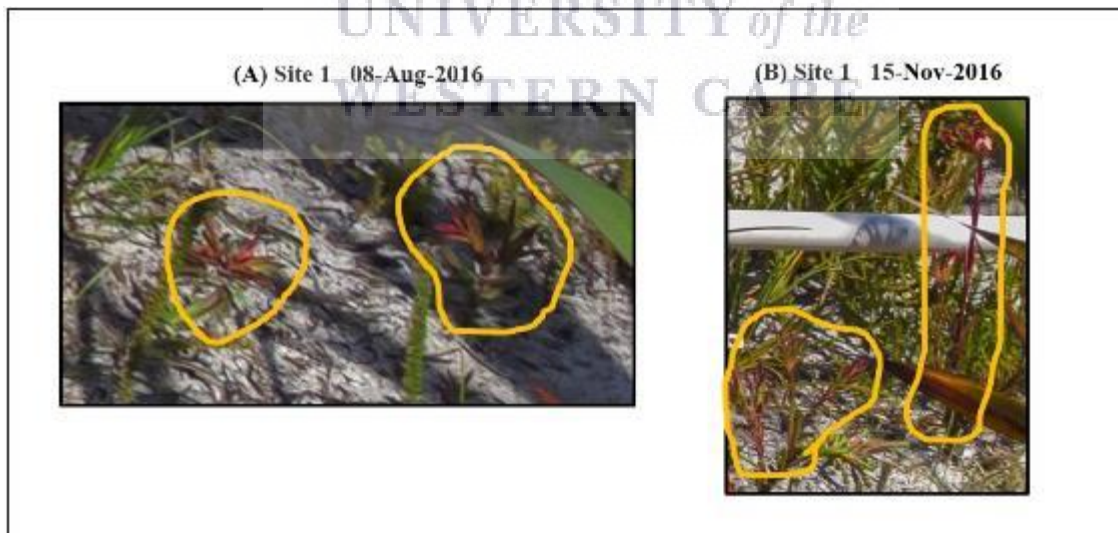 UNIVERSITY of the
WESTERN CAPE
(A) Site 1 08-Aug-2016
(B) Site 1 15-Nov-2016